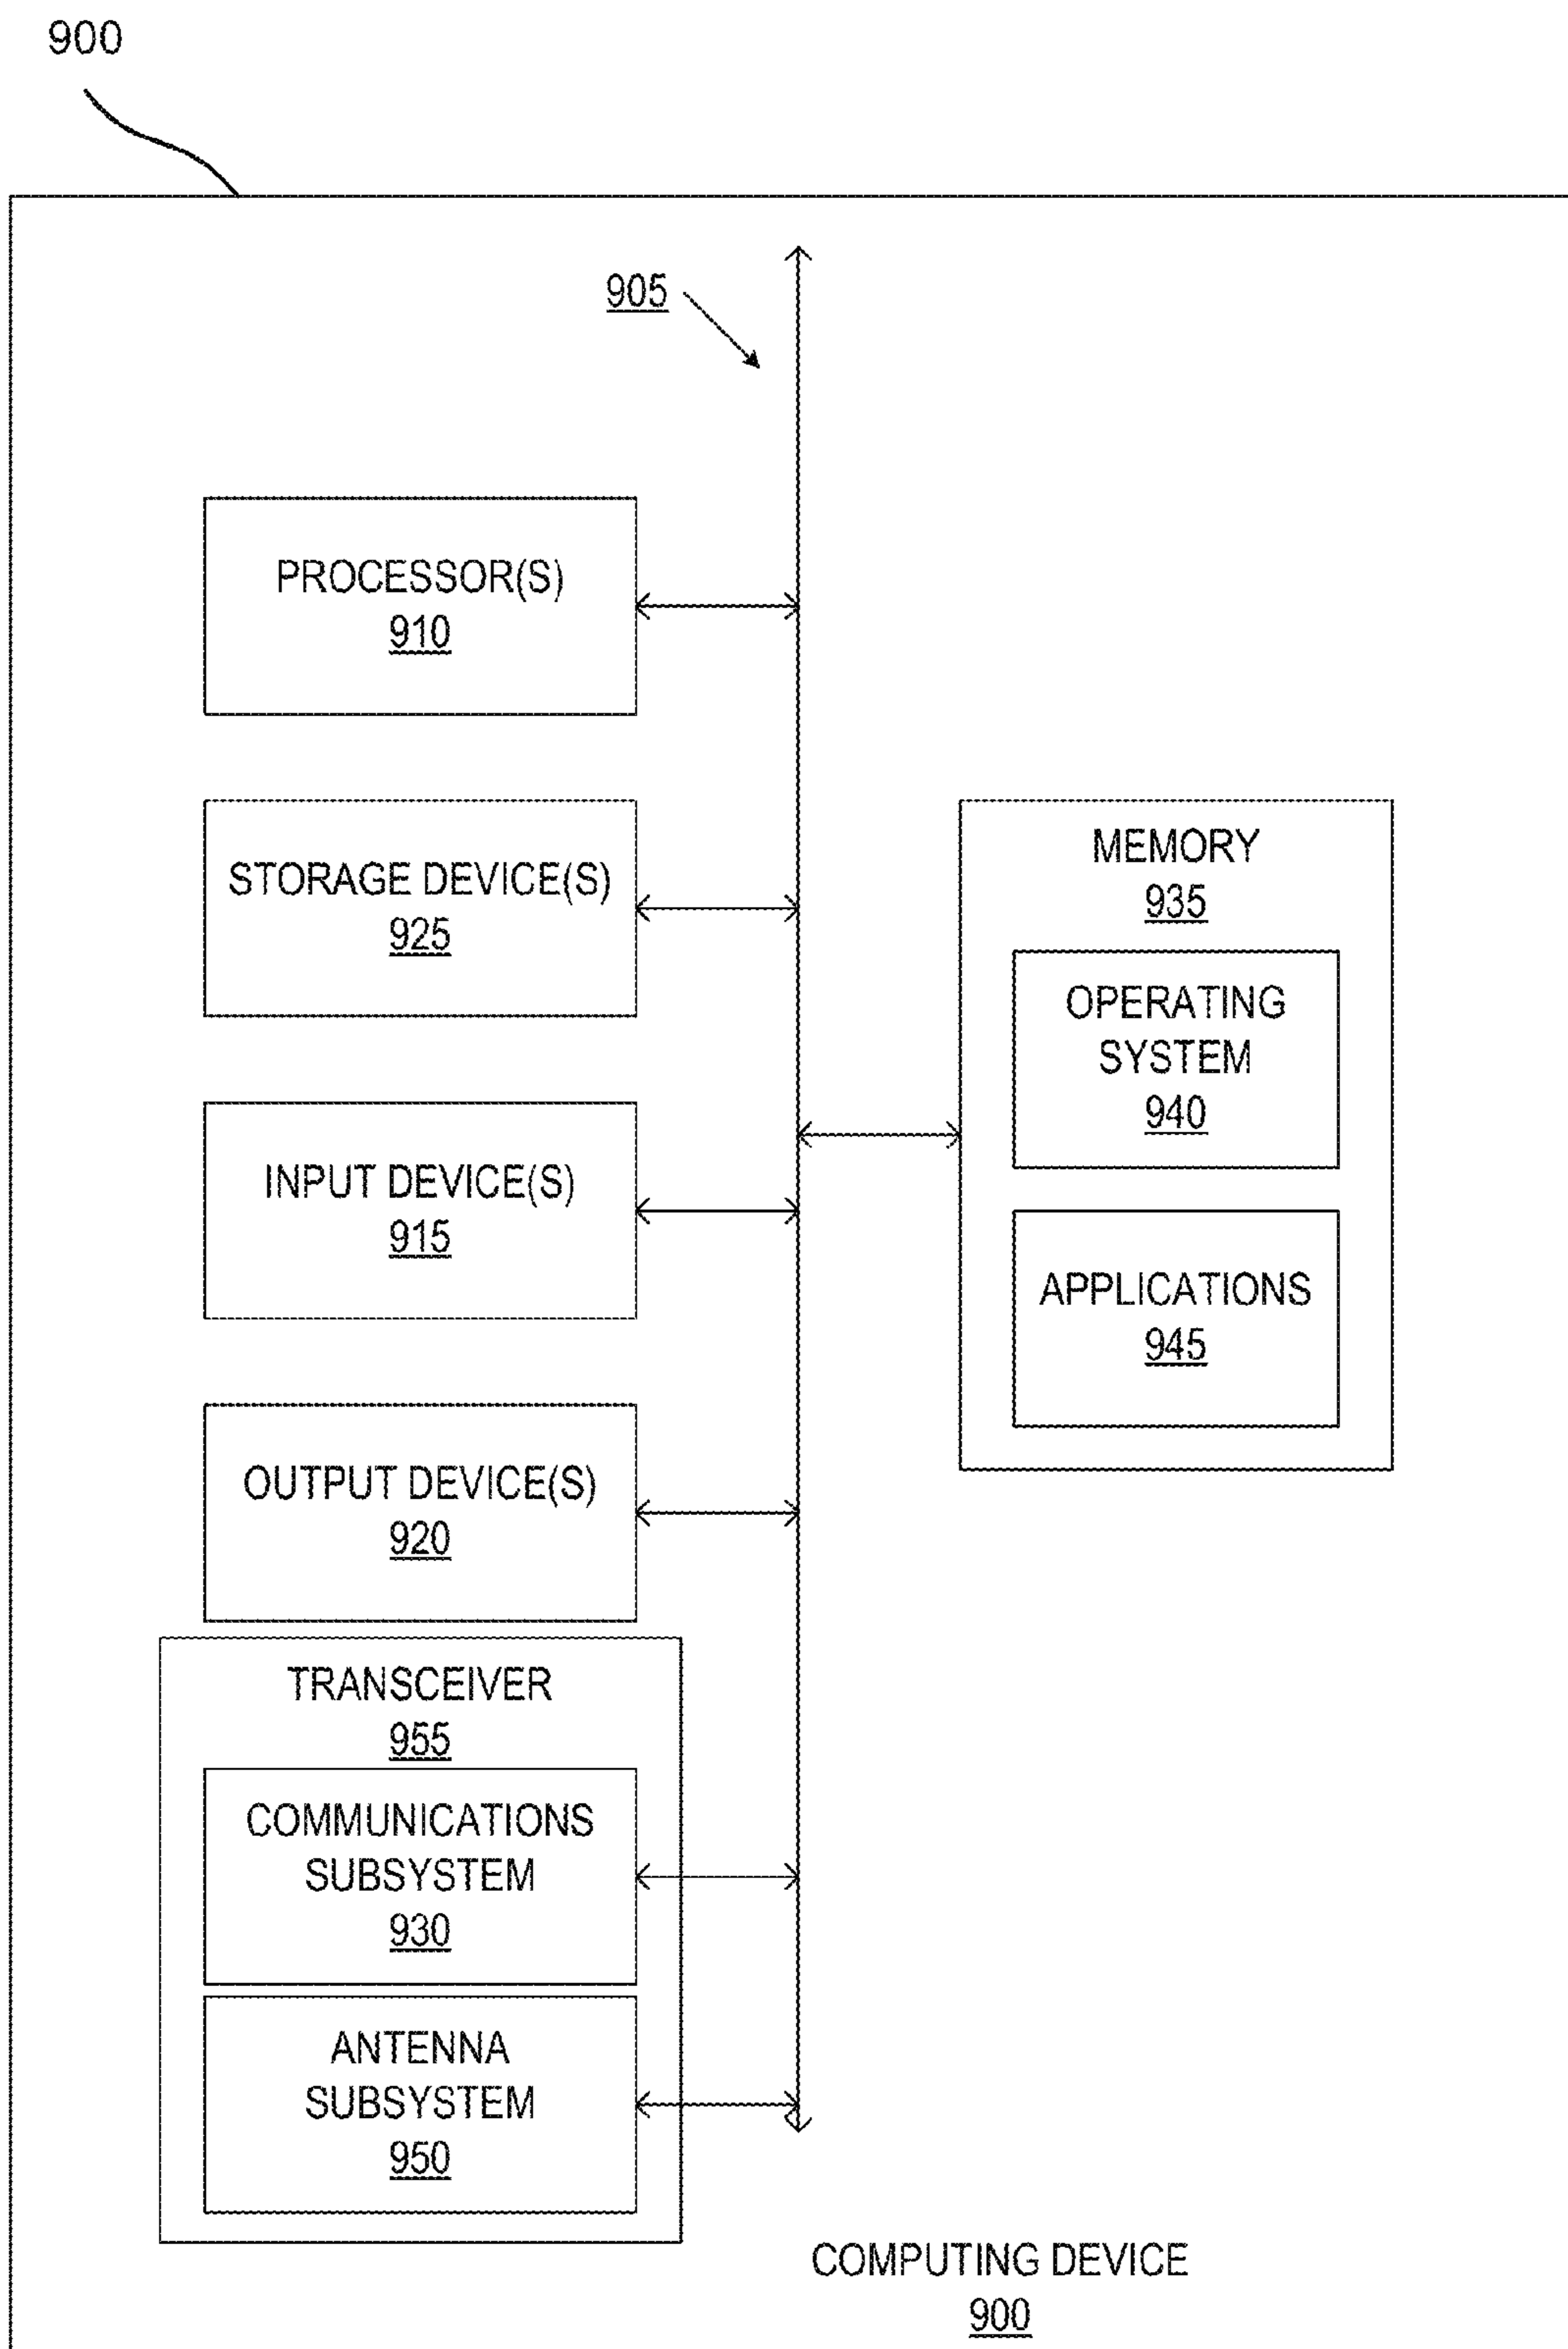 900
905
PROCESSOR(S)
910
STORAGE DEVICE(S)
925
INPUT DEVICE(S)
915
OUTPUT DEVICE(S)
920
TRANSCEIVER
955
COMMUNICATIONS
SUBSYSTEM
930
ANTENNA
SUBSYSTEM
950
MEMORY
935
OPERATING
SYSTEM
940
APPLICATIONS
945
COMPUTING DEVICE
900